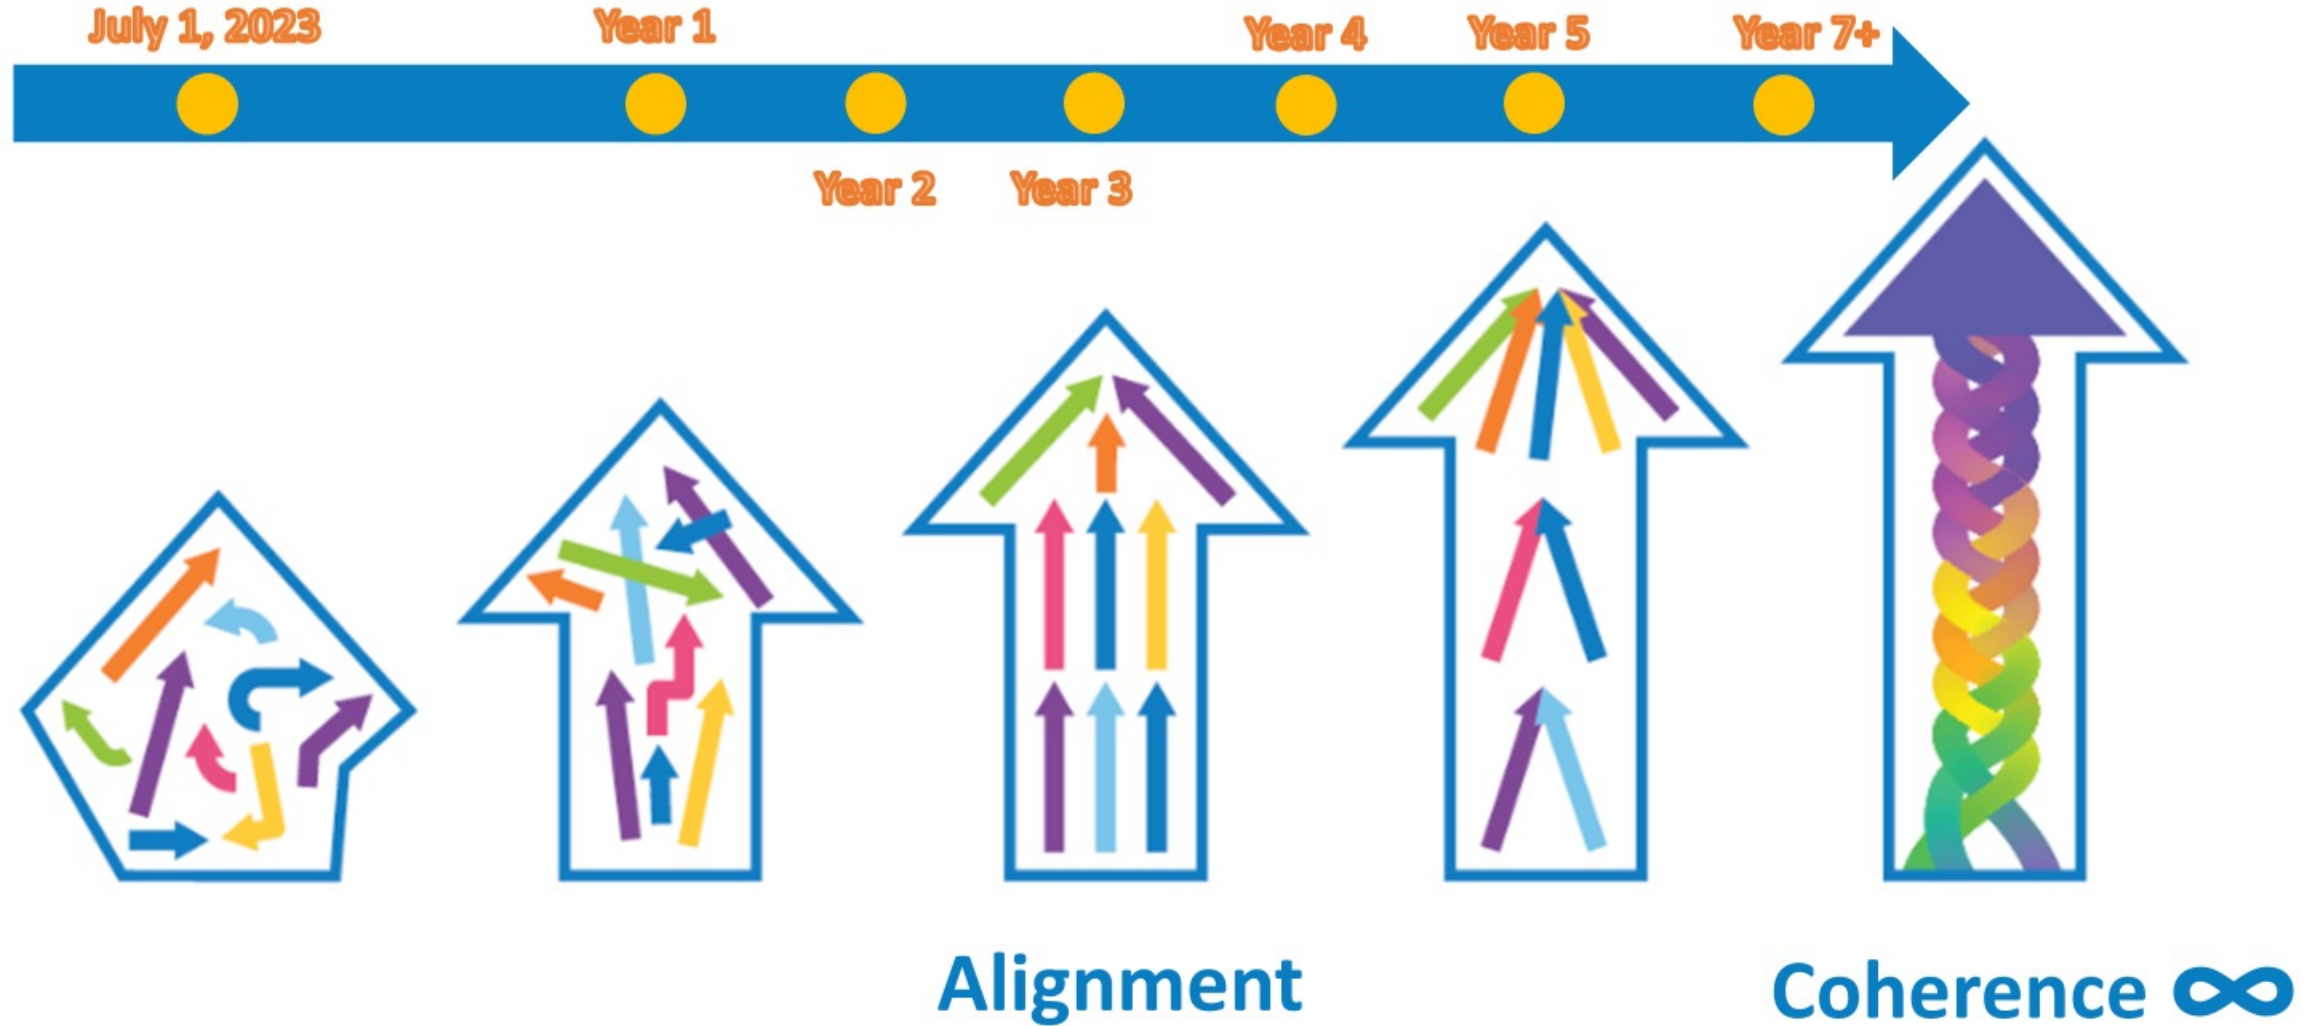 July 1, 2023
Year 1
Year 4
Year 5
Year 7+
Year 2
Year 3
Alignment
Coherence ∞